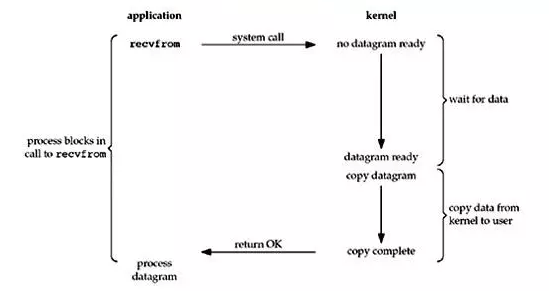 application
kernel
recvfrom
system call
no datagram ready
wait for data
process blocks in
call to recvfrom
datagram ready
copy datagram
copy data from
kernel to user
return OK
copy complete
process
datagram